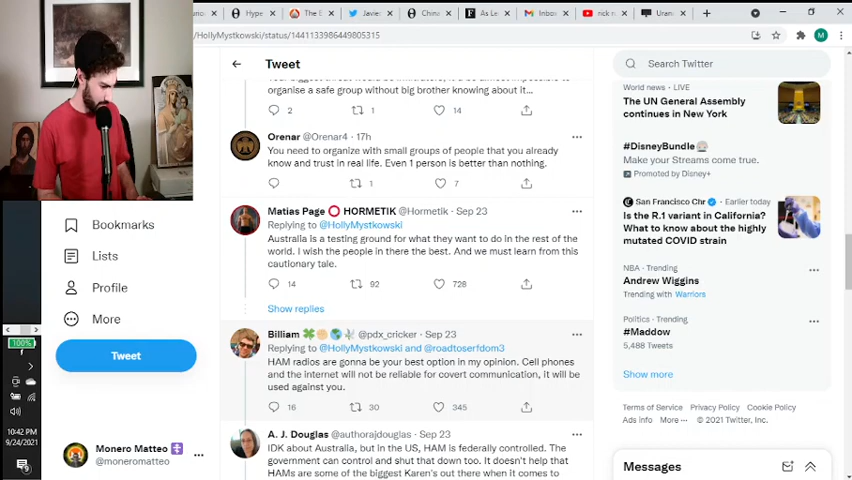 Hype
The D
Javier
China
As Le
Inbo
nick r
Uran
/HollyMystkowski/status/1441133986449805315
Tweet
Search Twitter
organise a safe group without big brother knowing about it...
2 1 14
Orenar @Orenar4 · 17h
You need to organize with small groups of people that you already
know and trust in real life. Even 1 person is better than nothing.
1 7
Matias Page ⭕ HORMETIK @Hormetik · Sep 23
Replying to @HollyMystkowski
Australia is a testing ground for what they want to do in the rest of the
world. I wish the people in there the best. And we must learn from this
cautionary tale.
14 92 728
Show replies
Billiam @pdx_cricker · Sep 23
Replying to @HollyMystkowski and @roadtoserfdom3
HAM radios are gonna be your best option in my opinion. Cell phones
and the internet will not be reliable for covert communication, it will be
used against you.
16 30 345
A. J. Douglas @authorajdouglas · Sep 23
IDK about Australia, but in the US, HAM is federally controlled. The
government can control and shut that down too. It doesn't help that
HAMs are some of the biggest Karen's out there when it comes to
World news · LIVE
The UN General Assembly
continues in New York
#DisneyBundle
Make your Streams come true.
Promoted by Disney+
San Francisco Chr · Earlier today
Is the R.1 variant in California?
What to know about the highly
mutated COVID strain
NBA · Trending
Andrew Wiggins
Trending with Warriors
Politics · Trending
#Maddow
5,488 Tweets
Show more
Terms of Service Privacy Policy Cookie Policy
Ads info More ··· © 2021 Twitter, Inc.
Messages
Bookmarks
Lists
Profile
More
Tweet
Monero Matteo
@moneromatteo
100%
10:42 PM
9/24/2021